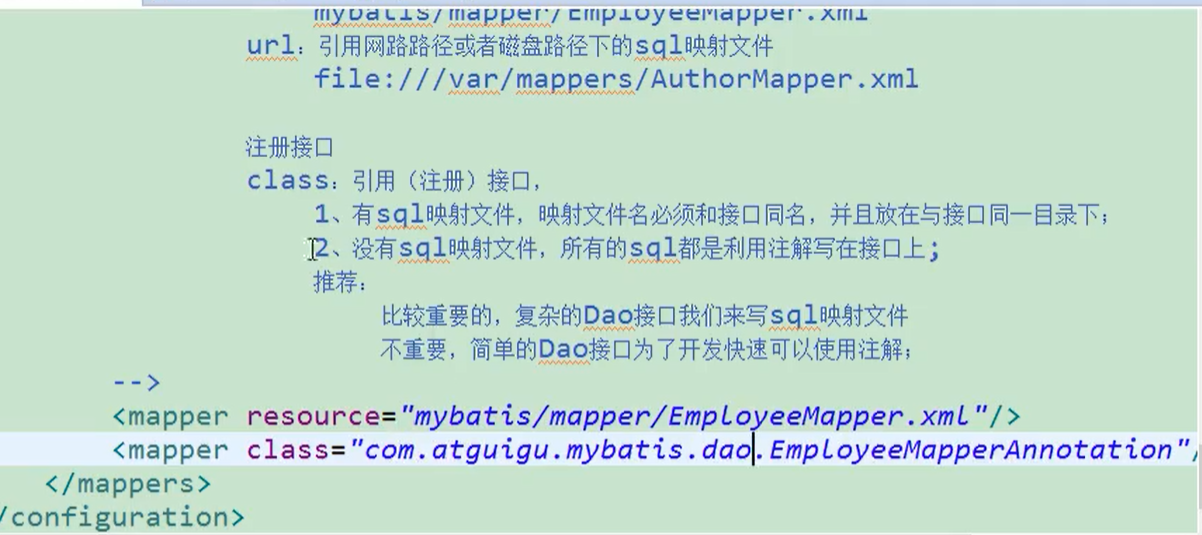 mybatis/mapper/EmployeeMapper.xml
url：引用网路路径或者磁盘路径下的sql映射文件
file:///var/mappers/AuthorMapper.xml
注册接口
class：引用（注册）接口，
1、有sql映射文件，映射文件名必须和接口同名，并且放在与接口同一目录下；
2、没有sql映射文件，所有的sql都是利用注解写在接口上;
推荐：
比较重要的，复杂的Dao接口我们来写sql映射文件
不重要，简单的Dao接口为了开发快速可以使用注解；
-->
<mapper resource="mybatis/mapper/EmployeeMapper.xml"/>
<mapper class="com.atguigu.mybatis.dao.EmployeeMapperAnnotation"/
</mappers>
/configuration>